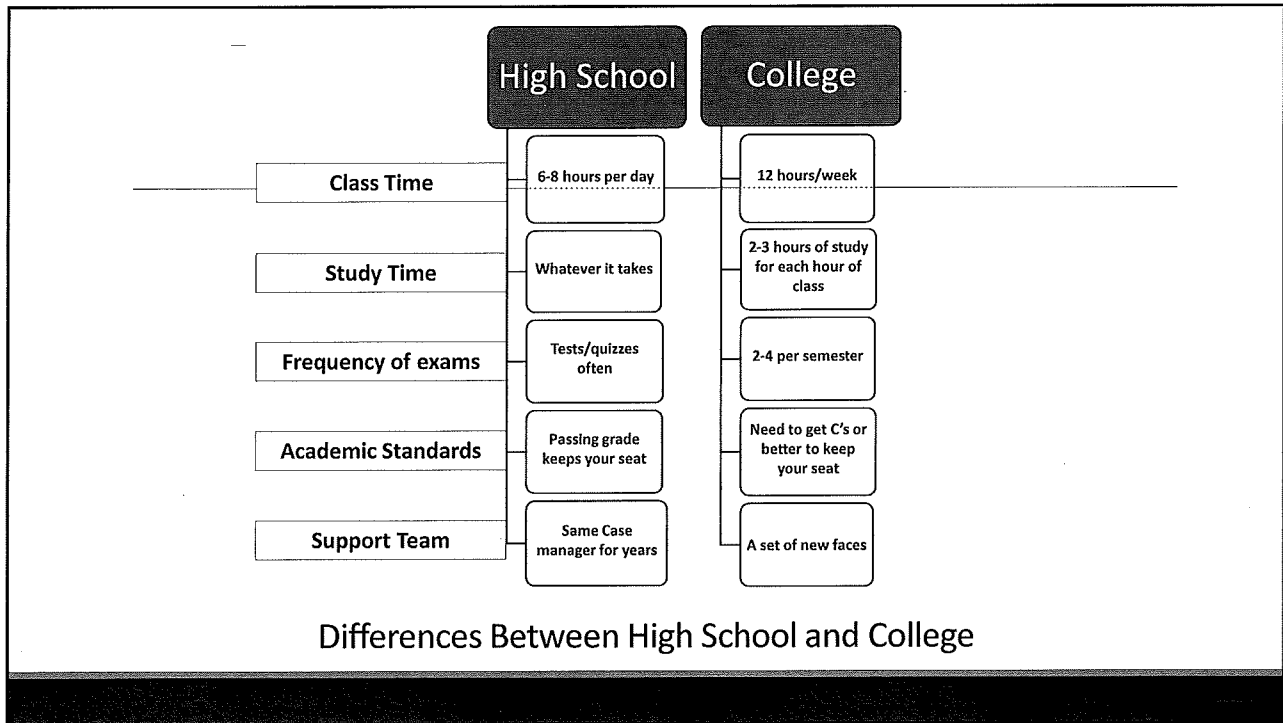 High School
College
Class Time
6-8 hours per day
12 hours/week
Study Time
Whatever it takes
2-3 hours of study
for each hour of
class
Frequency of exams
Tests/quizzes
often
2-4 per semester
Academic Standards
Passing grade
keeps your seat
Need to get C's or
better to keep
your seat
Support Team
Same Case
manager for years
A set of new faces
Differences Between High School and College